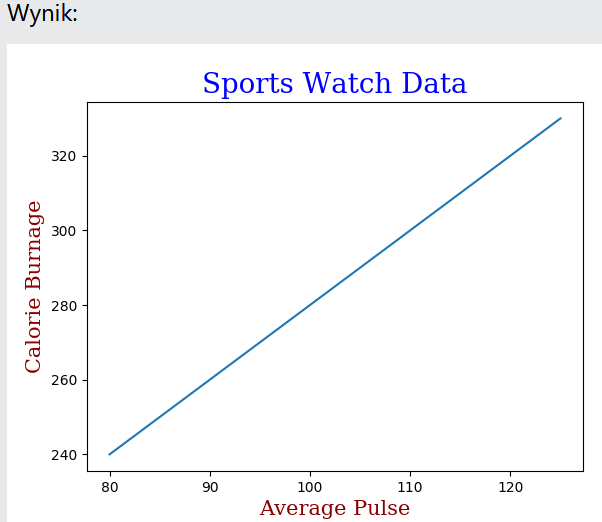 Wynik:
Sports Watch Data
320
300
280
260
240
Calorie Burnage
80 90 100 110 120
Average Pulse